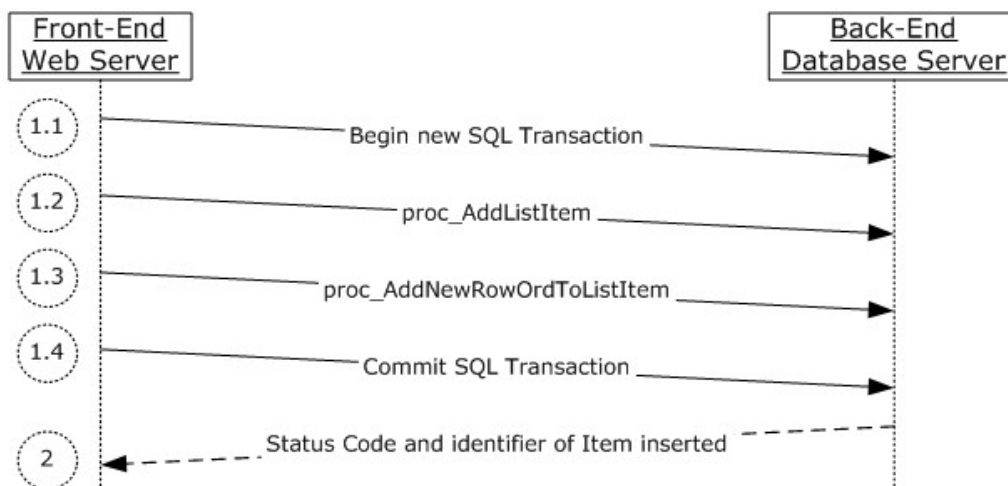 Front-End
Web Server
Back-End
Database Server
1.1
Begin new SQL Transaction
1.2
proc_AddListItem
1.3
proc_AddNewRowOrdToListItem
1.4
Commit SQL Transaction
Status Code and identifier of Item inserted
2